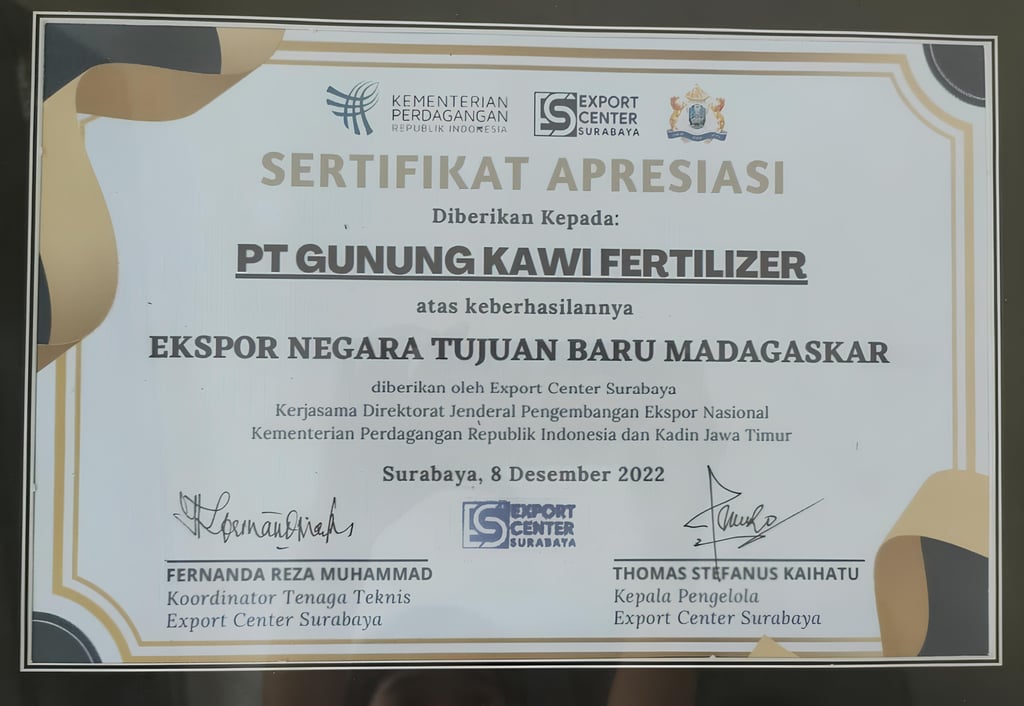 KEMENTERIAN
PERDAGANGAN
REPUBLIK INDONESIA
EXPORT
CENTER
SURABAYA
SERTIFIKAT APRESIASI
Diberikan Kepada:
PT GUNUNG KAWI FERTILIZER
atas keberhasilannya
EKSPOR NEGARA TUJUAN BARU MADAGASKAR
diberikan oleh Export Center Surabaya
Kerjasama Direktorat Jenderal Pengembangan Ekspor Nasional
Kementerian Perdagangan Republik Indonesia dan Kadin Jawa Timur
Surabaya, 8 Desember 2022
EXPORT
CENTER
SURABAYA
FERNANDA REZA MUHAMMAD
Koordinator Tenaga Teknis
Export Center Surabaya
THOMAS STEFANUS KAIHATU
Kepala Pengelola
Export Center Surabaya